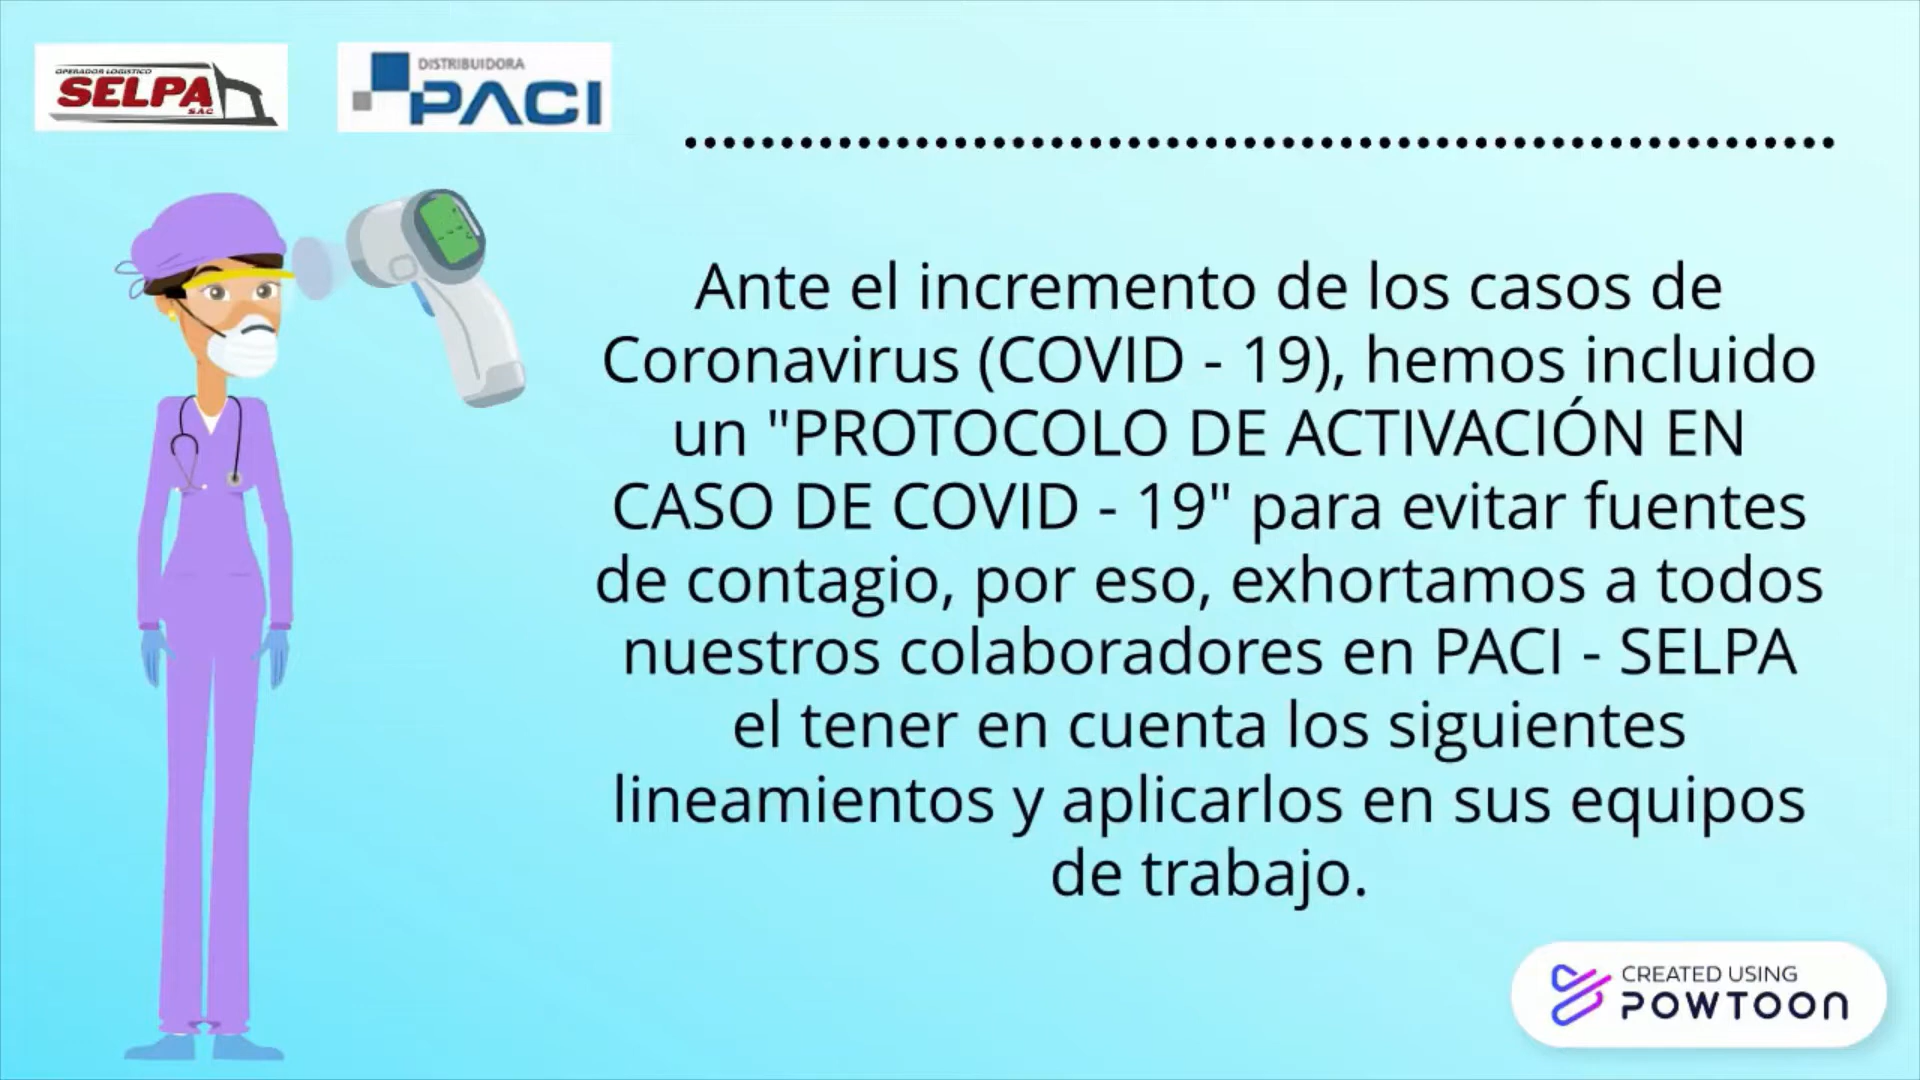 OPERADOR LOGISTICO
SELPA
SAC
DISTRIBUIDORA
PACI
Ante el incremento de los casos de
Coronavirus (COVID - 19), hemos incluido
un "PROTOCOLO DE ACTIVACIÓN EN
CASO DE COVID - 19" para evitar fuentes
de contagio, por eso, exhortamos a todos
nuestros colaboradores en PACI - SELPA
el tener en cuenta los siguientes
lineamientos y aplicarlos en sus equipos
de trabajo.
CREATED USING
POWTOON